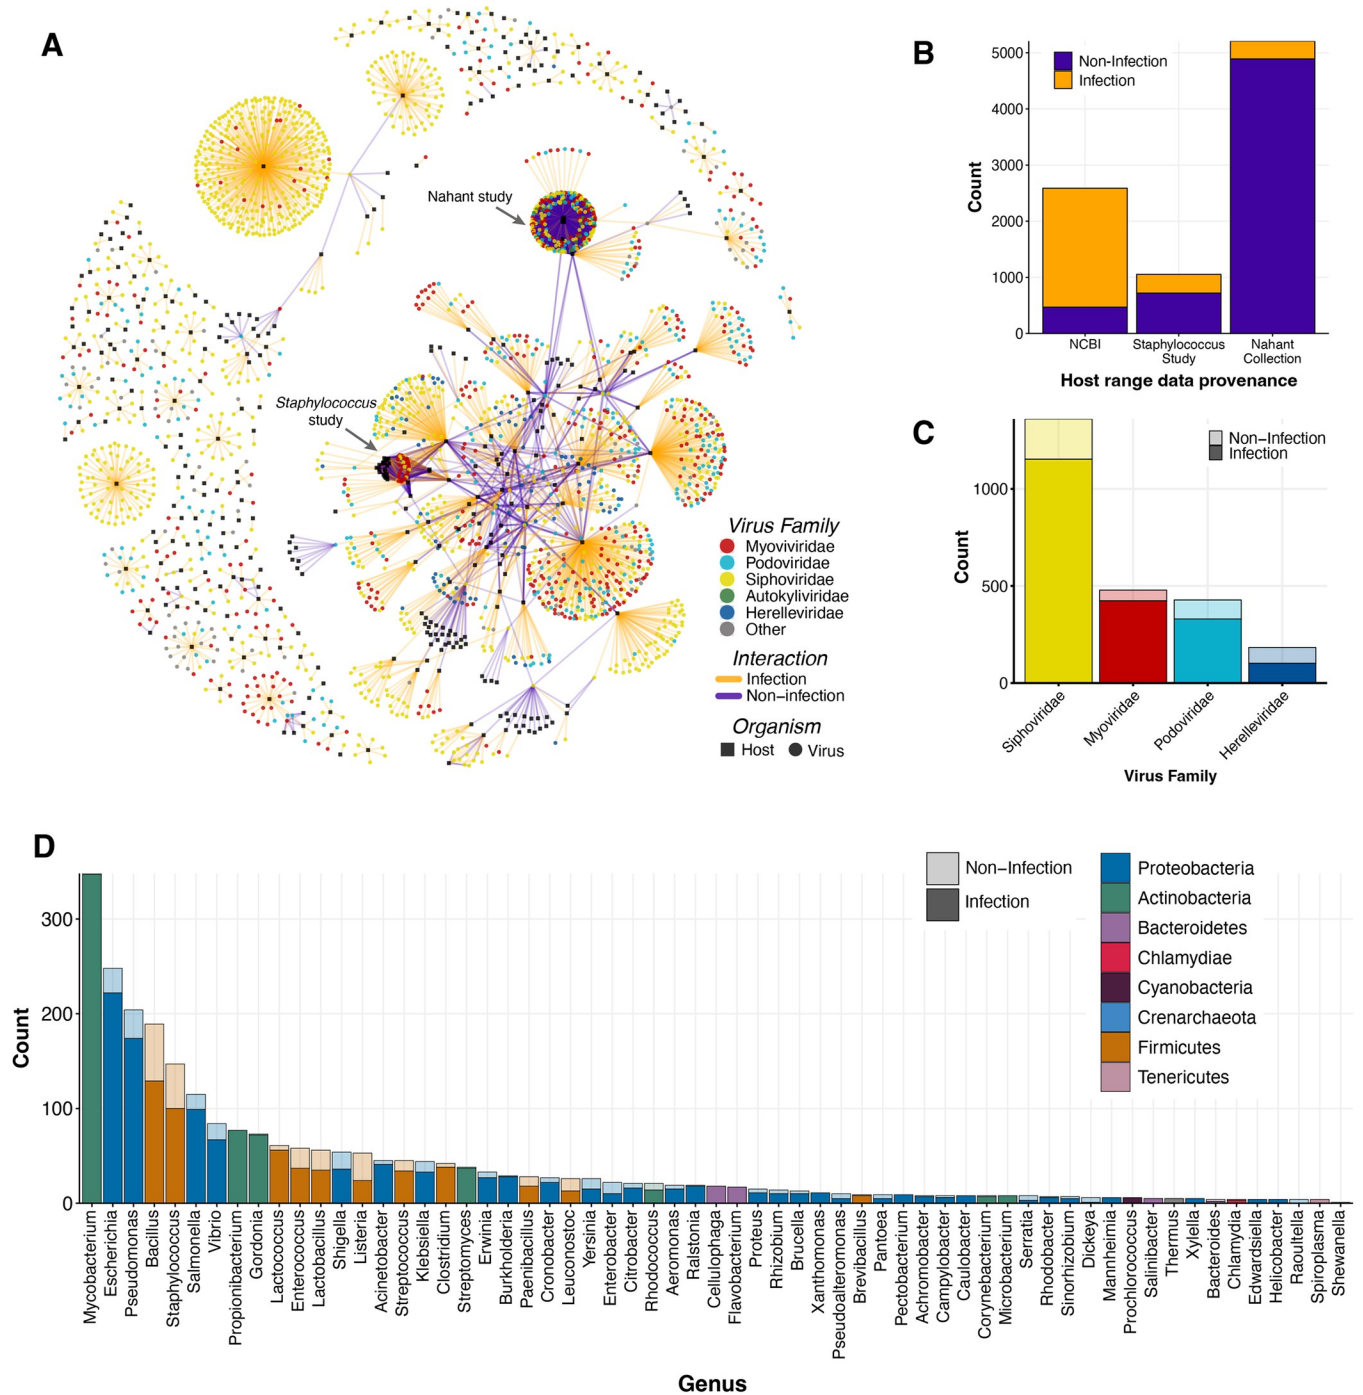 A
Nahant study
Staphylococcus
study
Virus Family
Myoviviridae
Podoviridae
Siphoviridae
Autokyliviridae
Herelleviridae
Other
Interaction
Infection
Non-infection
Organism
Host
Virus
B
Non-Infection
Infection
Count
5000
4000
3000
2000
1000
0
NCBI
Staphylococcus
Study
Nahant
Collection
Host range data provenance
C
Non-Infection
Infection
Count
1000
500
0
Siphoviridae
Myoviridae
Podoviridae
Herelleviridae
Virus Family
D
Non-Infection
Infection
Proteobacteria
Actinobacteria
Bacteroidetes
Chlamydiae
Cyanobacteria
Crenarchaeota
Firmicutes
Tenericutes
Count
300
200
100
0
Mycobacterium
Escherichia
Pseudomonas
Bacillus
Staphylococcus
Salmonella
Vibrio
Propionibacterium
Gordonia
Lactococcus
Enterococcus
Lactobacillus
Shigella
Listeria
Acinetobacter
Streptococcus
Klebsiella
Clostridium
Streptomyces
Erwinia
Burkholderia
Paenibacillus
Cronobacter
Leuconostoc
Yersinia
Enterobacter
Citrobacter
Rhodococcus
Aeromonas
Ralstonia
Cellulophaga
Flavobacterium
Proteus
Rhizobium
Brucella
Xanthomonas
Pseudoalteromonas
Brevibacillus
Pantoea
Pectobacterium
Achromobacter
Campylobacter
Caulobacter
Corynebacterium
Microbacterium
Serratia
Rhodobacter
Sinorhizobium
Dickeya
Mannheimia
Prochlorococcus
Salinibacter
Thermus
Xylella
Bacteroides
Chlamydia
Edwardsiella
Helicobacter
Raoultella
Spiroplasma
Shewanella
Genus